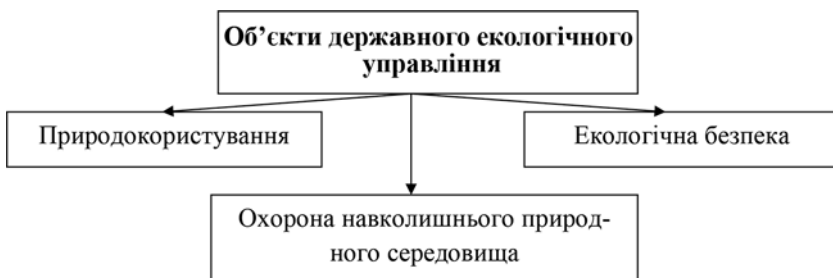 Об’єкти державного екологічного
управління
Природокористування
Екологічна безпека
Охорона навколишнього природ-
ного середовища